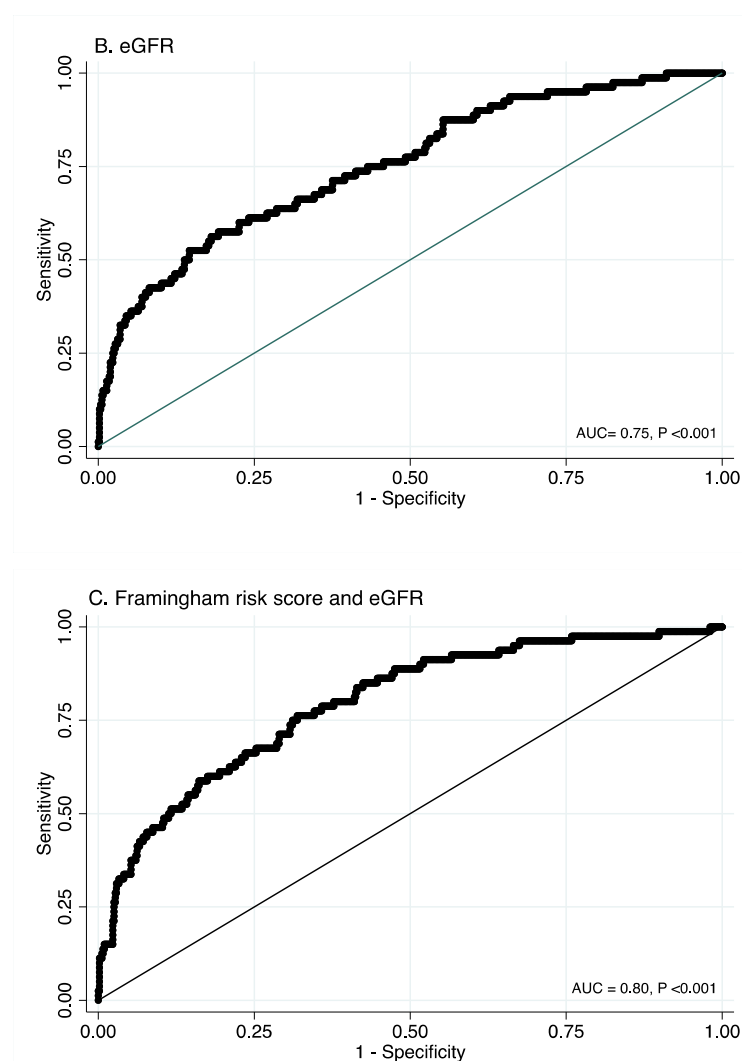 B. eGFR
1.00
0.75
0.50
0.25
0.00
Sensitivity
AUC= 0.75, P <0.001
0.00 0.25 0.50 0.75 1.00
1 - Specificity
C. Framingham risk score and eGFR
1.00
0.75
0.50
0.25
0.00
Sensitivity
AUC = 0.80, P <0.001
0.00 0.25 0.50 0.75 1.00
1 - Specificity